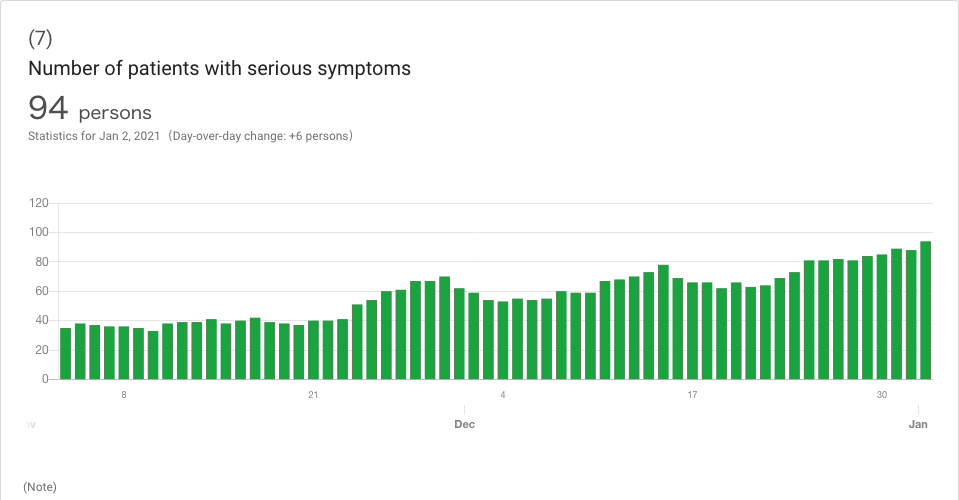 (7)
Number of patients with serious symptoms
94 persons
Statistics for Jan 2, 2021 (Day-over-day change: +6 persons)
120
100
80
60
40
20
0
8 21 4 17 30
ov Dec Jan
(Note)